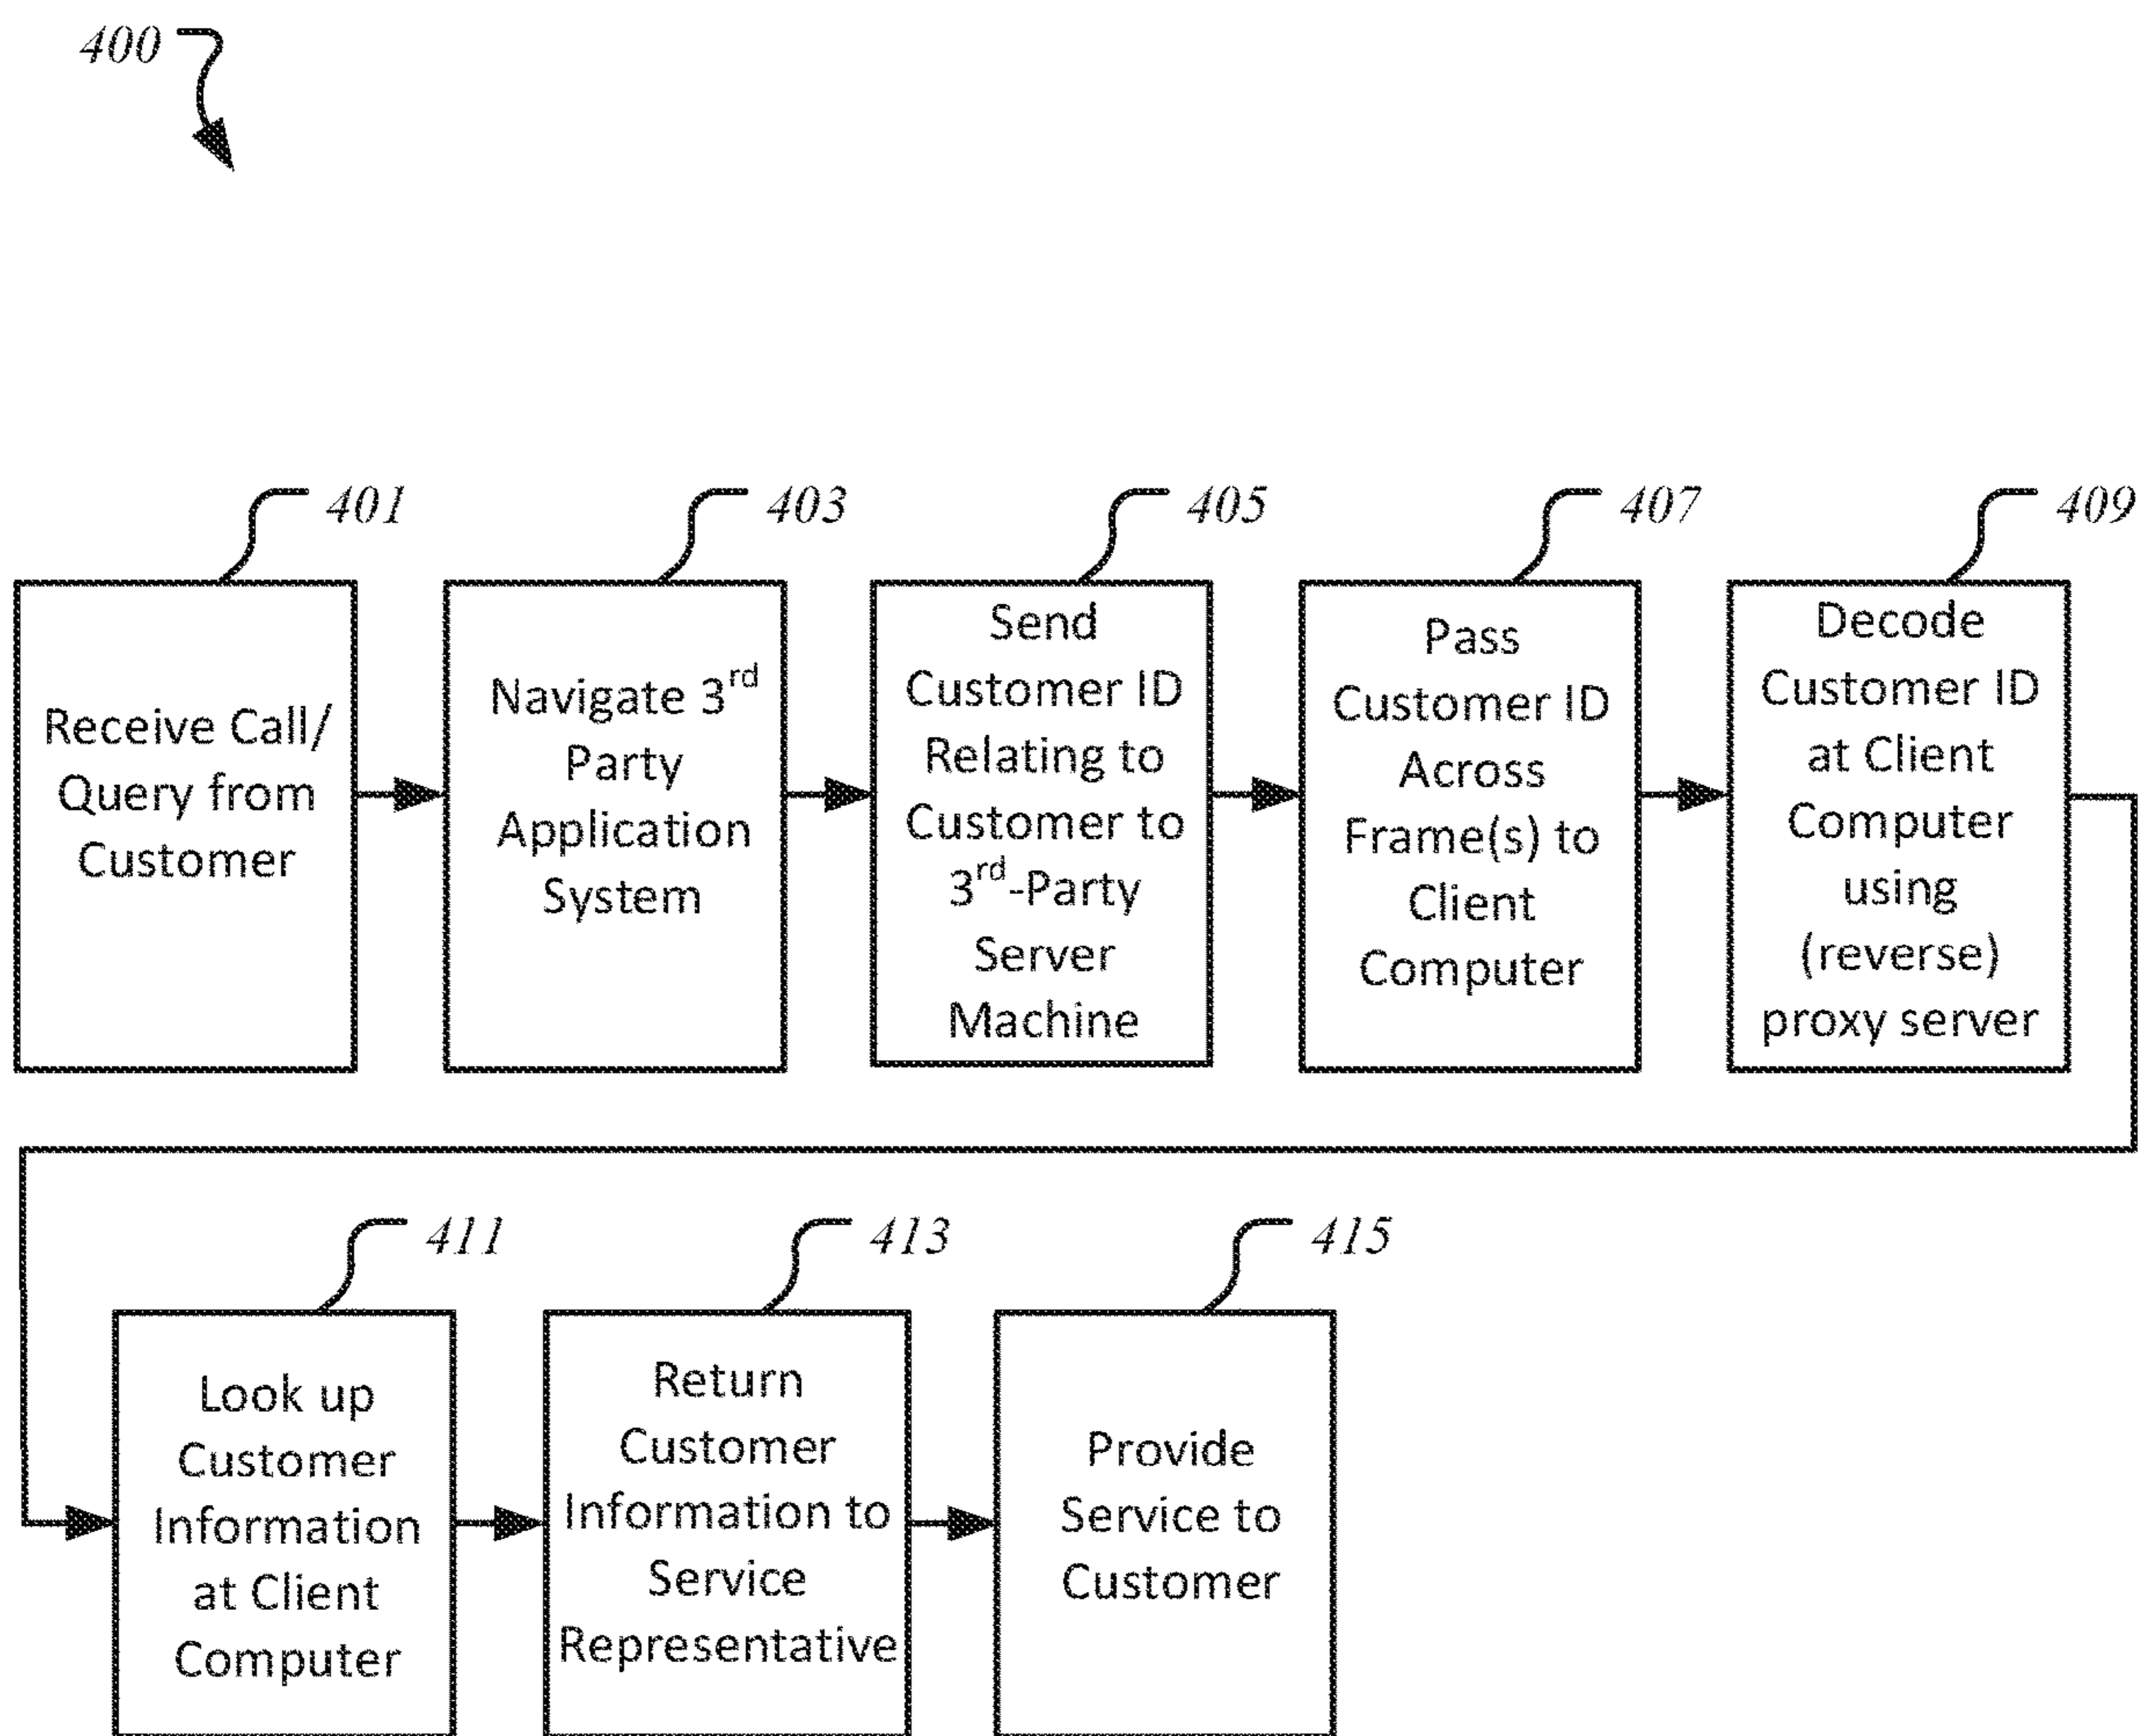 400
401
403
405
407
409
Receive Call/
Query from
Customer
Navigate 3rd
Party
Application
System
Send
Customer ID
Relating to
Customer to
3rd-Party
Server
Machine
Pass
Customer ID
Across
Frame(s) to
Client
Computer
Decode
Customer ID
at Client
Computer
using
(reverse)
proxy server
411
413
415
Look up
Customer
Information
at Client
Computer
Return
Customer
Information to
Service
Representative
Provide
Service to
Customer